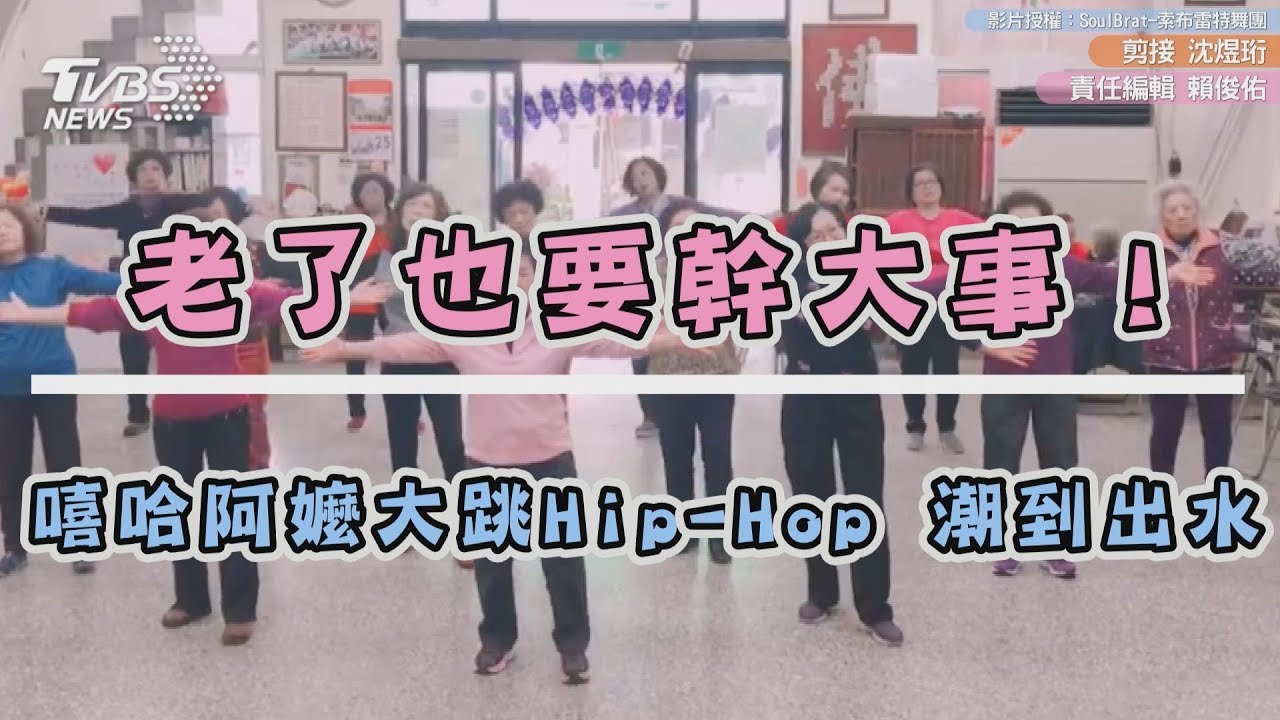 TVBS
NEWS
影片授權：SoulBrat-索布雷特舞團
剪接 沈煜珩
責任編輯 賴俊佑
25
老了也要幹大事！
嘻哈阿嬤大跳Hip-Hop 潮到出水